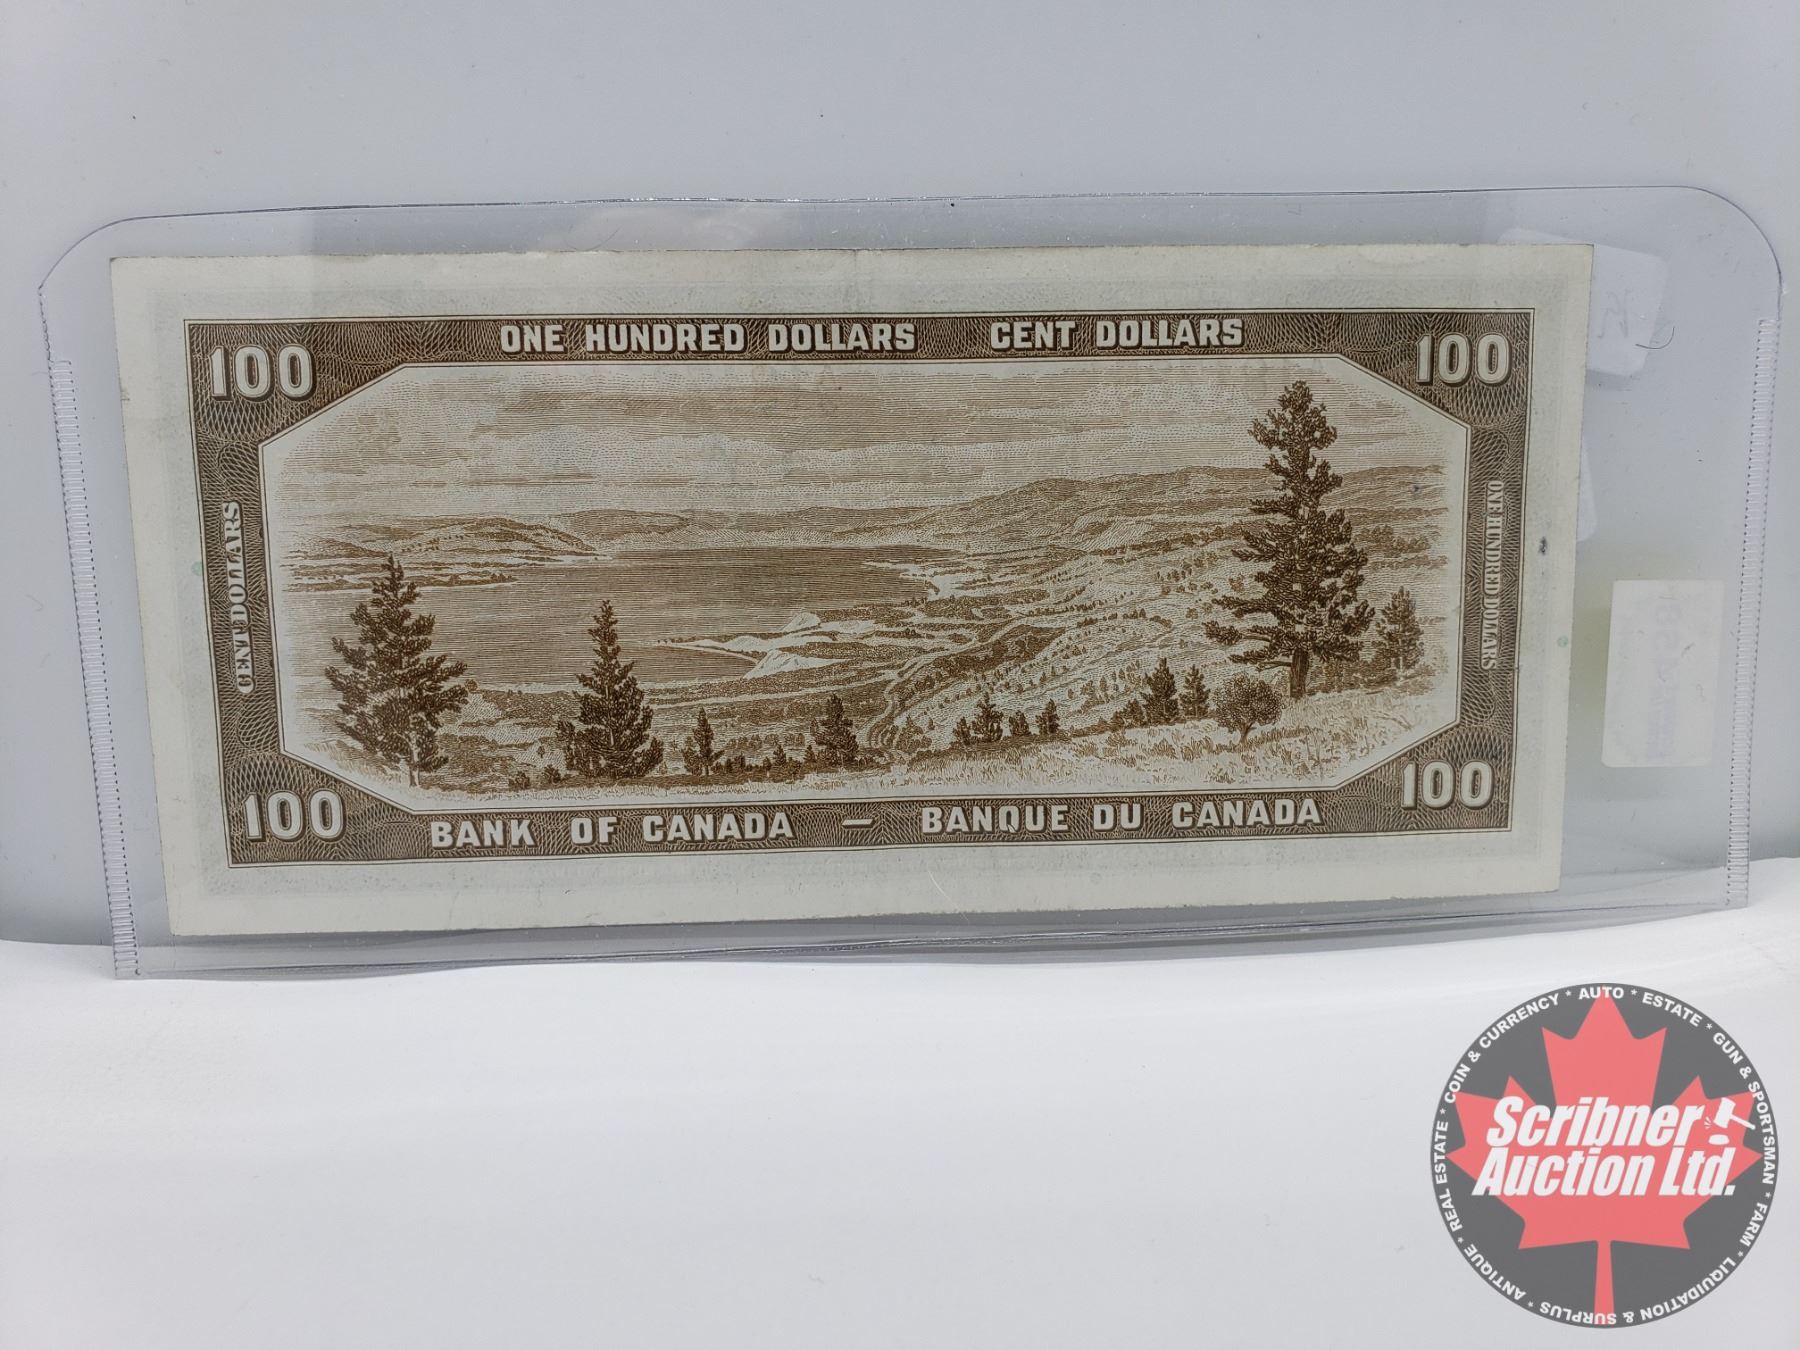 ONE HUNDRED DOLLARS CENT DOLLARS
100 100
CENT DOLLARS
ONE HUNDRED DOLLARS
100 100
BANK OF CANADA — BANQUE DU CANADA
Scribner
Auction Ltd.
REAL ESTATE * COIN & CURRENCY * AUTO * ESTATE * GUN & SPORTSMAN * FARM * LIQUIDATION & SURPLUS * ANTIQUE *